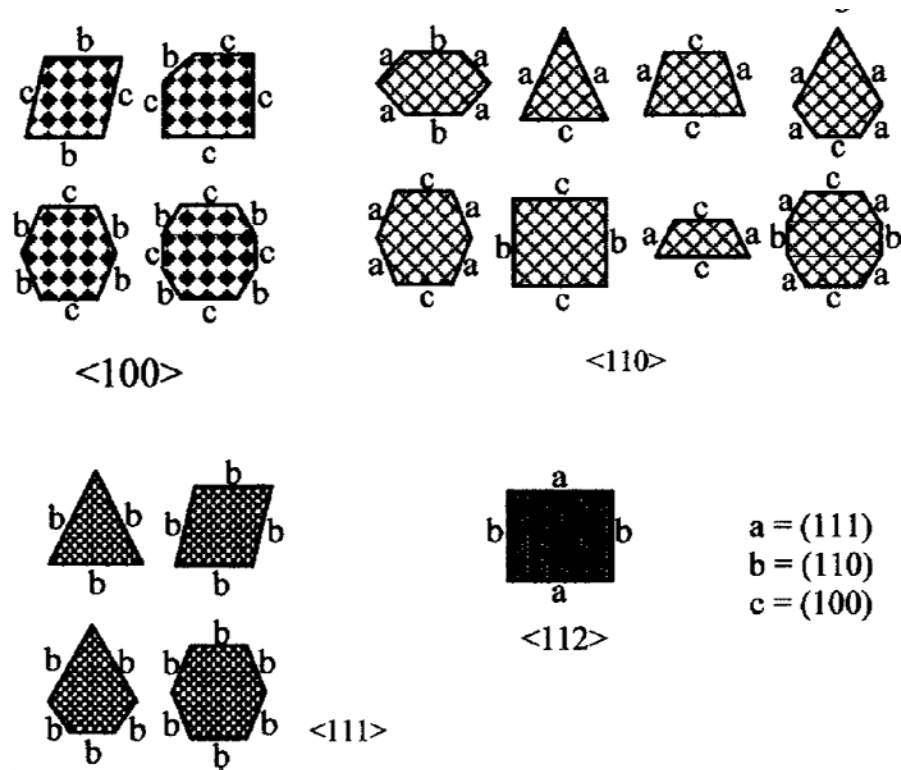 b c b c
b a a
a a a a a a
c c c c
a a
b c c a a
b c c
c c c c c
b b b b a a c a a
c c b b a a b b
b b b b a a c a a
c c c c c
<110>
<100>
b a
b b b b b b
a = (111)
b b a
b = (110)
c = (100)
<112>
b
b b b b
b b b b
b b
<111>